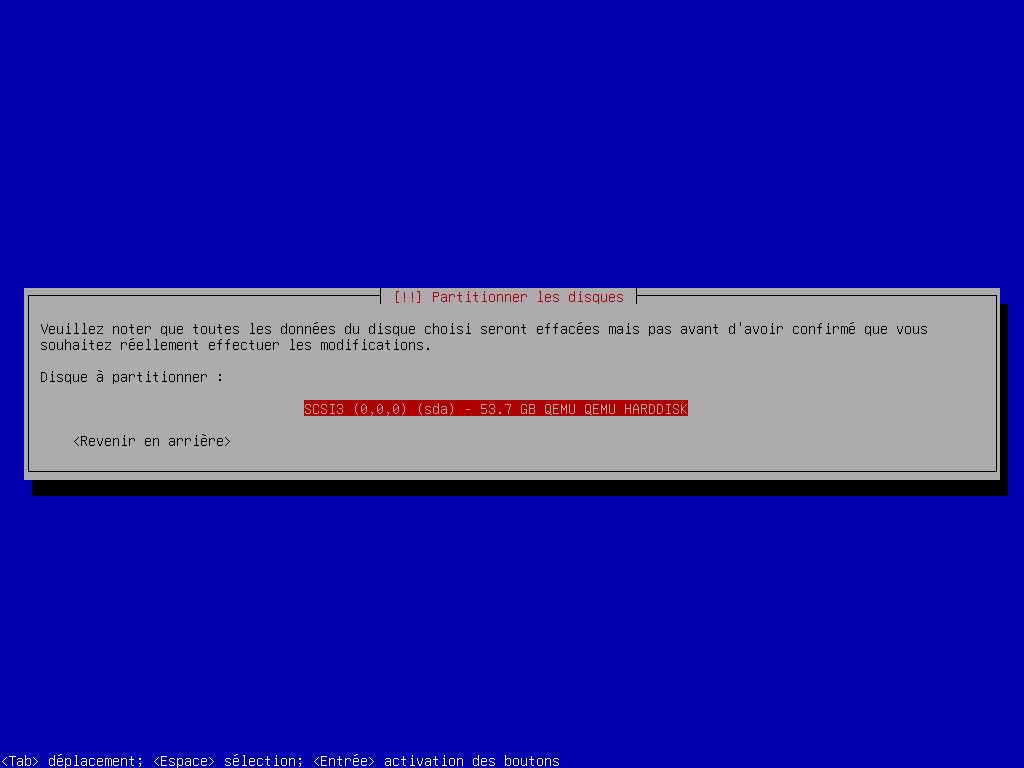 [!!] Partitionner les disques
Veuillez noter que toutes les données du disque choisi seront effacées mais pas avant d'avoir confirmé que vous
souhaitez réellement effectuer les modifications.
Disque à partitionner :
SCSI3 (0,0,0) (sda) - 53.7 GB QEMU QEMU HARDDISK
<Revenir en arrière>
<Tab> déplacement; <Espace> sélection; <Entrée> activation des boutons